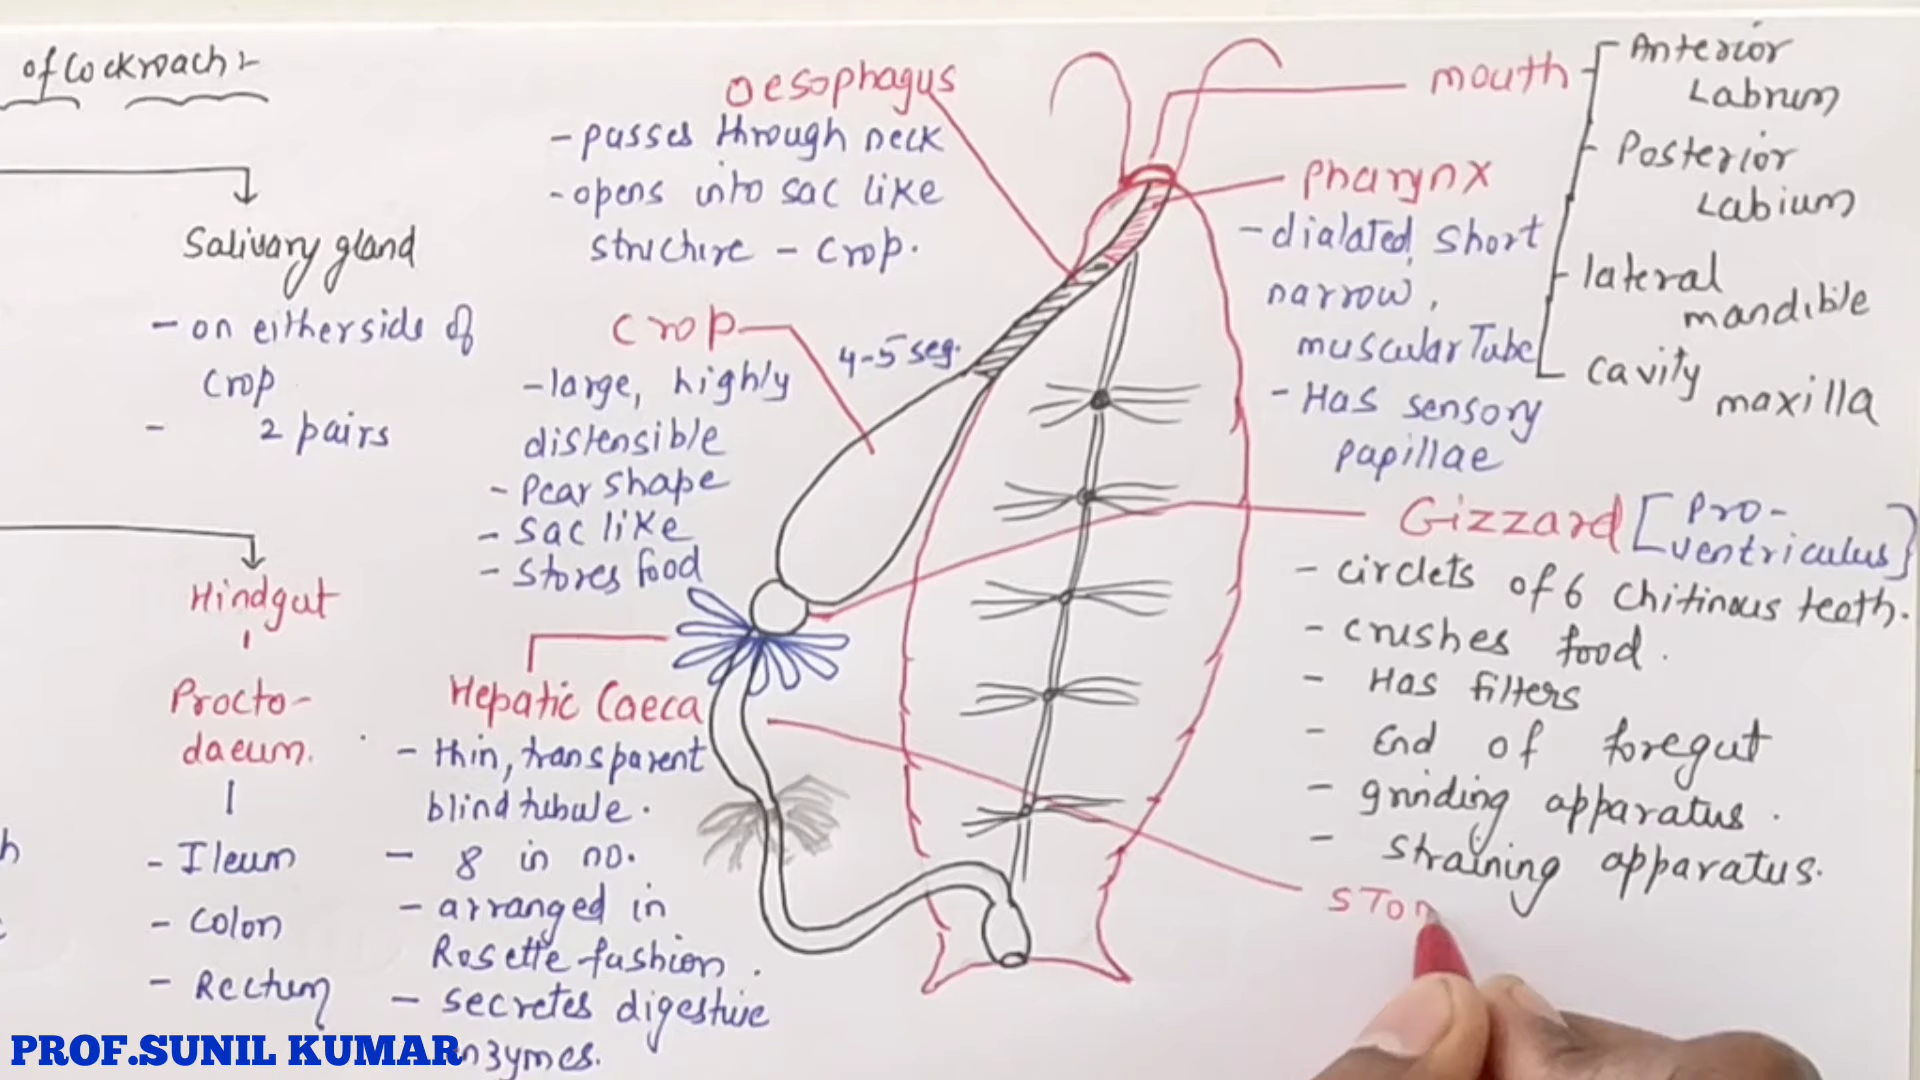 of Cockroach :-
Salivary gland
- on either side of
crop
- 2 pairs
Hindgut
Procto-
daeum.
- Ileum
- Colon
- Rectum
Oesophagus
- passes through neck
- opens into sac like
structure - crop.
Crop
4-5 seg.
- large, highly
distensible
- Pear shape
- Sac like
- Stores food
Hepatic Caeca
- thin, transparent
blind tubule.
- 8 in no.
- arranged in
Rosette fashion.
- secretes digestive
enzymes.
mouth
Anterior
Labrum
Posterior
Labium
lateral
mandible
cavity
maxilla
Pharynx
- dialated, short
narrow,
muscular Tube
- Has sensory
papillae
Gizzard [Pro-
ventriculus]
- circlets of 6 chitinous teeth.
- crushes food.
- Has filters
- End of foregut
- grinding apparatus.
- straining apparatus.
STom
PROF.SUNIL KUMAR